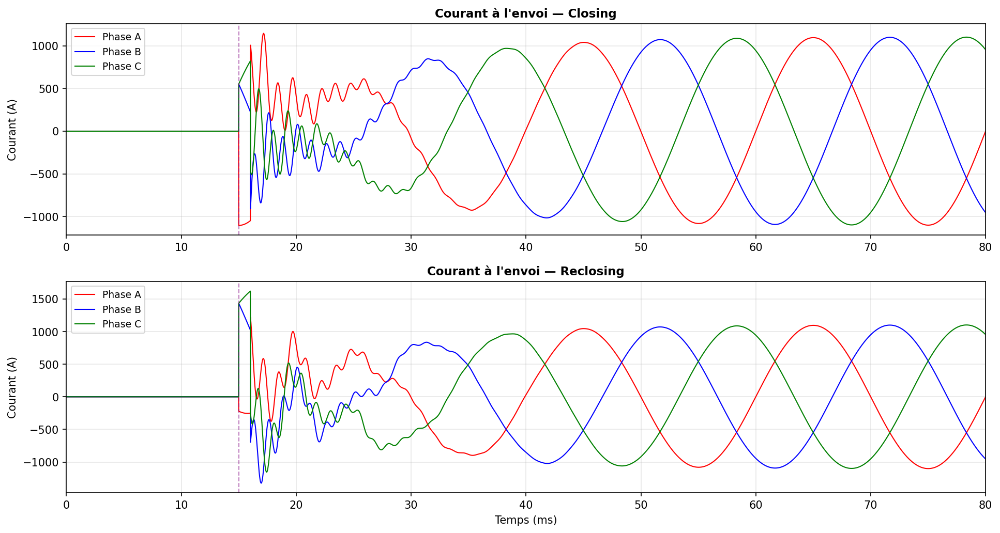 Courant à l'envoi — Closing
Courant (A)
1000
500
0
−500
−1000
Phase A
Phase B
Phase C
0 10 20 30 40 50 60 70 80
Courant à l'envoi — Reclosing
Courant (A)
1500
1000
500
0
−500
−1000
Phase A
Phase B
Phase C
0 10 20 30 40 50 60 70 80
Temps (ms)